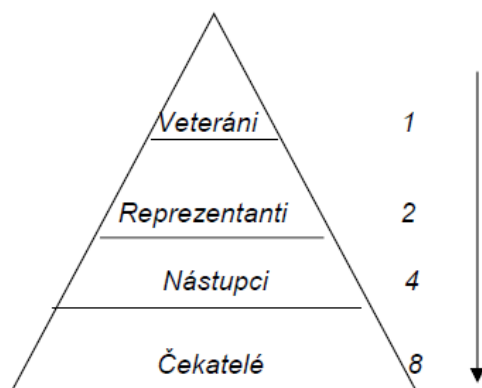 Veteráni 1
Reprezentanti 2
Nástupci 4
Čekatelé 8